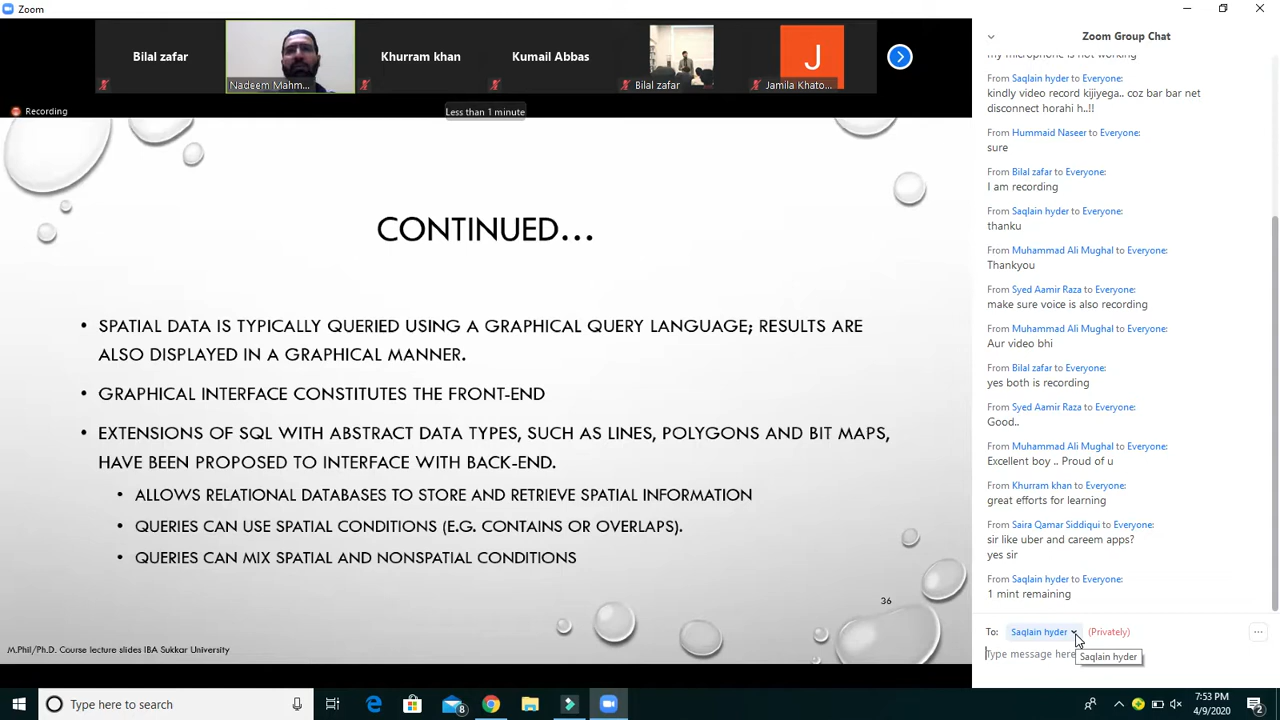 Zoom
Bilal zafar
Nadeem Mahm...
Khurram khan
Kumail Abbas
Bilal zafar
J
Jamila Khato...
Recording
Less than 1 minute
CONTINUED...
• SPATIAL DATA IS TYPICALLY QUERIED USING A GRAPHICAL QUERY LANGUAGE; RESULTS ARE
ALSO DISPLAYED IN A GRAPHICAL MANNER.
• GRAPHICAL INTERFACE CONSTITUTES THE FRONT-END
• EXTENSIONS OF SQL WITH ABSTRACT DATA TYPES, SUCH AS LINES, POLYGONS AND BIT MAPS,
HAVE BEEN PROPOSED TO INTERFACE WITH BACK-END.
• ALLOWS RELATIONAL DATABASES TO STORE AND RETRIEVE SPATIAL INFORMATION
• QUERIES CAN USE SPATIAL CONDITIONS (E.G. CONTAINS OR OVERLAPS).
• QUERIES CAN MIX SPATIAL AND NONSPATIAL CONDITIONS
36
M.Phil/Ph.D. Course lecture slides IBA Sukkar University
Zoom Group Chat
my microphone is not working
From Saqlain hyder to Everyone:
kindly video record kijiyega.. coz bar bar net
disconnect horahi h..!!
From Hummaid Naseer to Everyone:
sure
From Bilal zafar to Everyone:
I am recording
From Saqlain hyder to Everyone:
thanku
From Muhammad Ali Mughal to Everyone:
Thankyou
From Syed Aamir Raza to Everyone:
make sure voice is also recording
From Muhammad Ali Mughal to Everyone:
Aur video bhi
From Bilal zafar to Everyone:
yes both is recording
From Syed Aamir Raza to Everyone:
Good..
From Muhammad Ali Mughal to Everyone:
Excellent boy .. Proud of u
From Khurram khan to Everyone:
great efforts for learning
From Saira Qamar Siddiqui to Everyone:
sir like uber and careem apps?
yes sir
From Saqlain hyder to Everyone:
1 mint remaining
To: Saqlain hyder (Privately)
Type message here
Saqlain hyder
Type here to search
8
7:53 PM
4/9/2020
2